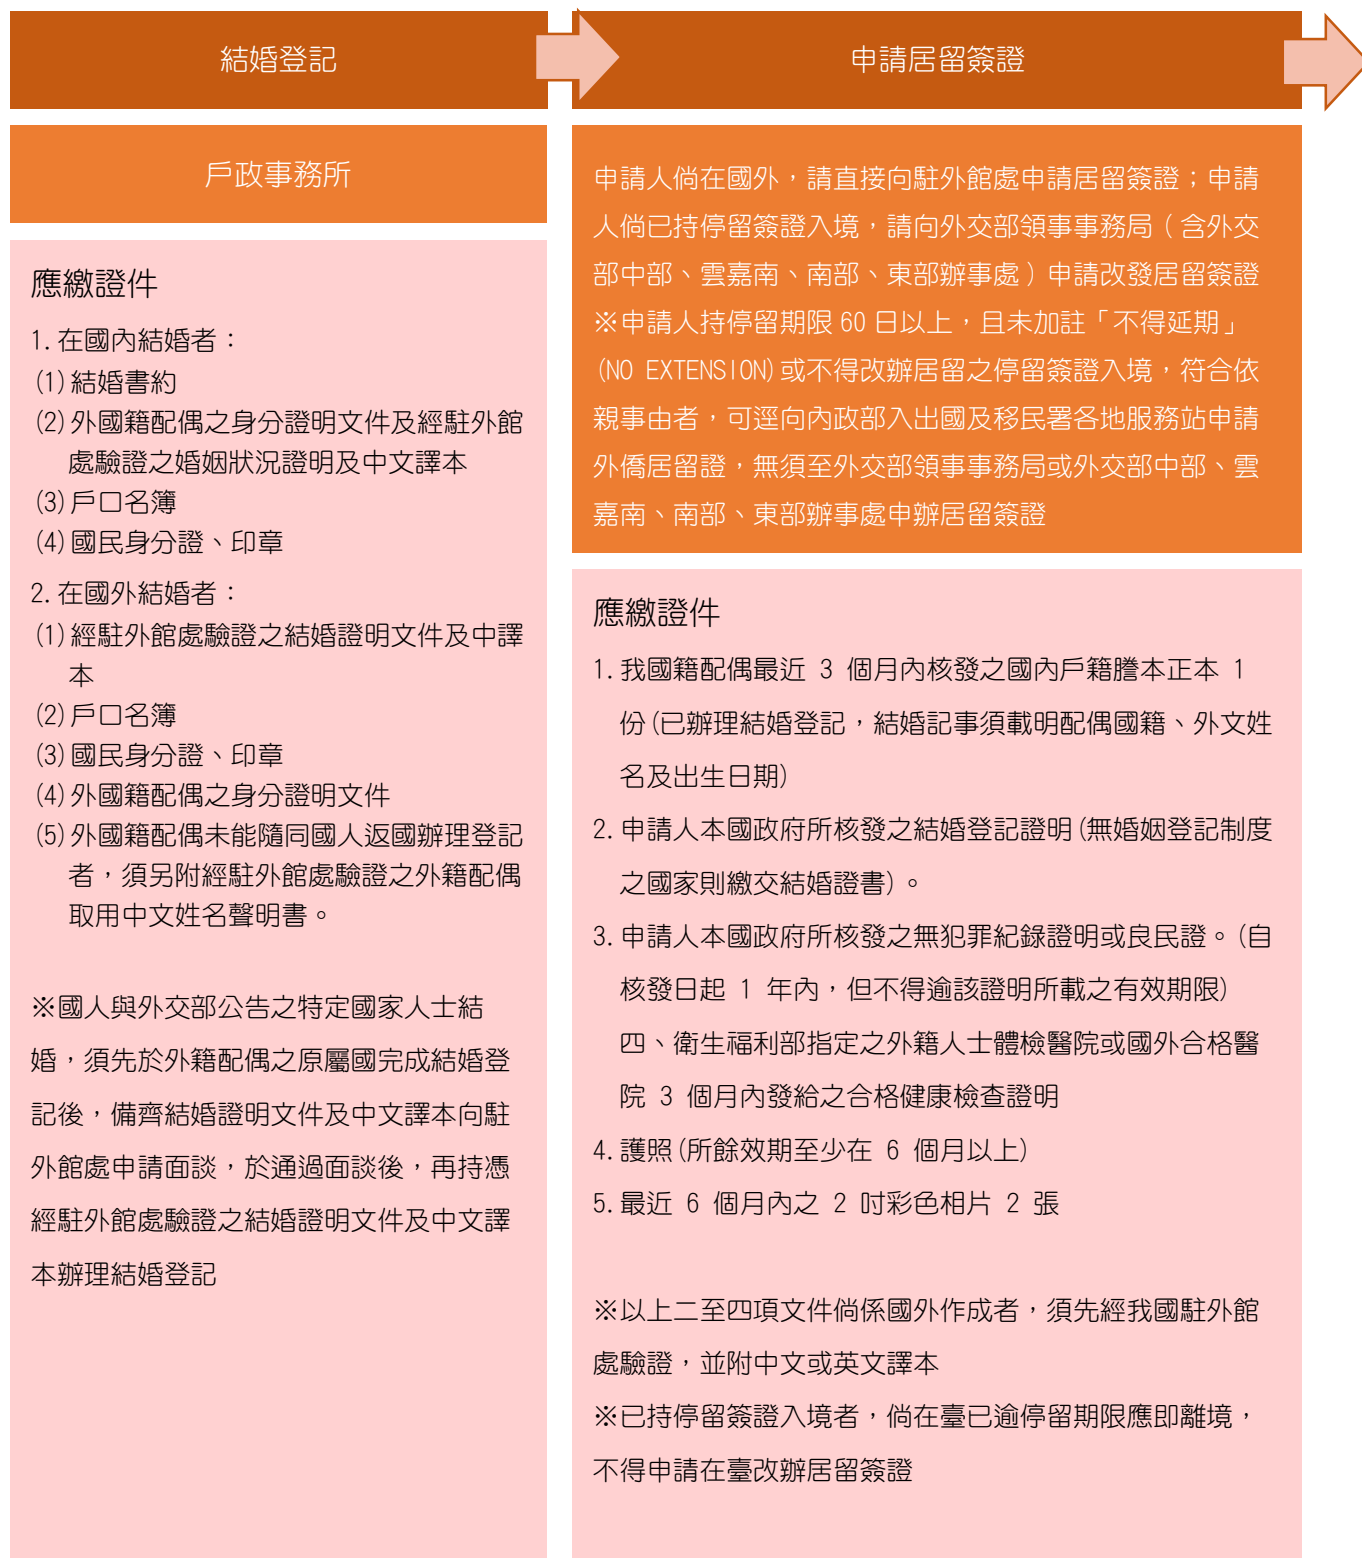 結婚登記
申請居留簽證
戶政事務所
應繳證件
1.在國內結婚者：
(1)結婚書約
(2)外國籍配偶之身分證明文件及經駐外館
處驗證之婚姻狀況證明及中文譯本
(3)戶口名簿
(4)國民身分證、印章
2.在國外結婚者：
(1)經駐外館處驗證之結婚證明文件及中譯
本
(2)戶口名簿
(3)國民身分證、印章
(4)外國籍配偶之身分證明文件
(5)外國籍配偶未能隨同國人返國辦理登記
者，須另附經駐外館處驗證之外籍配偶
取用中文姓名聲明書。
※國人與外交部公告之特定國家人士結
婚，須先於外籍配偶之原屬國完成結婚登
記後，備齊結婚證明文件及中文譯本向駐
外館處申請面談，於通過面談後，再持憑
經駐外館處驗證之結婚證明文件及中文譯
本辦理結婚登記
申請人倘在國外，請直接向駐外館處申請居留簽證；申請
人倘已持停留簽證入境，請向外交部領事事務局（含外交
部中部、雲嘉南、南部、東部辦事處）申請改發居留簽證
※申請人持停留期限 60 日以上，且未加註「不得延期」
(NO EXTENSION)或不得改辦居留之停留簽證入境，符合依
親事由者，可逕向內政部入出國及移民署各地服務站申請
外僑居留證，無須至外交部領事事務局或外交部中部、雲
嘉南、南部、東部辦事處申辦居留簽證
應繳證件
1.我國籍配偶最近 3 個月內核發之國內戶籍謄本正本 1
份(已辦理結婚登記，結婚記事須載明配偶國籍、外文姓
名及出生日期)
2.申請人本國政府所核發之結婚登記證明(無婚姻登記制度
之國家則繳交結婚證書)。
3.申請人本國政府所核發之無犯罪紀錄證明或良民證。(自
核發日起 1 年內，但不得逾該證明所載之有效期限)
四、衛生福利部指定之外籍人士體檢醫院或國外合格醫
院 3 個月內發給之合格健康檢查證明
4.護照(所餘效期至少在 6 個月以上)
5.最近 6 個月內之 2 吋彩色相片 2 張
※以上二至四項文件倘係國外作成者，須先經我國駐外館
處驗證，並附中文或英文譯本
※已持停留簽證入境者，倘在臺已逾停留期限應即離境，
不得申請在臺改辦居留簽證